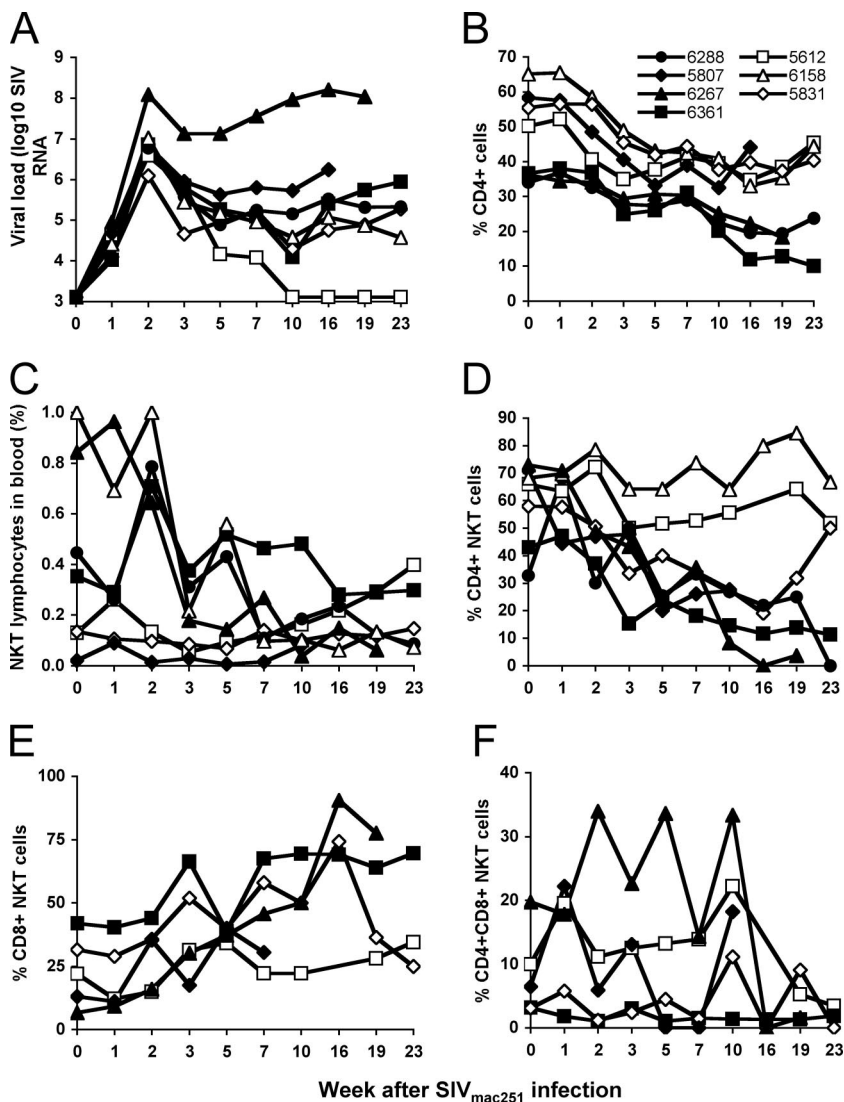 A
Viral load (log10 SIV
RNA
9
8
7
6
5
4
3
0 1 2 3 5 7 10 16 19 23
B
% CD4+ cells
70
60
50
40
30
20
10
0
6288 5612
5807 6158
6267 5831
6361
0 1 2 3 5 7 10 16 19 23
C
NKT lymphocytes in blood (%)
1.0
0.8
0.6
0.4
0.2
0.0
0 1 2 3 5 7 10 16 19 23
D
% CD4+ NKT cells
90
80
70
60
50
40
30
20
10
0
0 1 2 3 5 7 10 16 19 23
E
% CD8+ NKT cells
100
75
50
25
0
0 1 2 3 5 7 10 16 19 23
F
% CD4+CD8+ NKT cells
40
30
20
10
0
0 1 2 3 5 7 10 16 19 23
Week after SIVmac251 infection